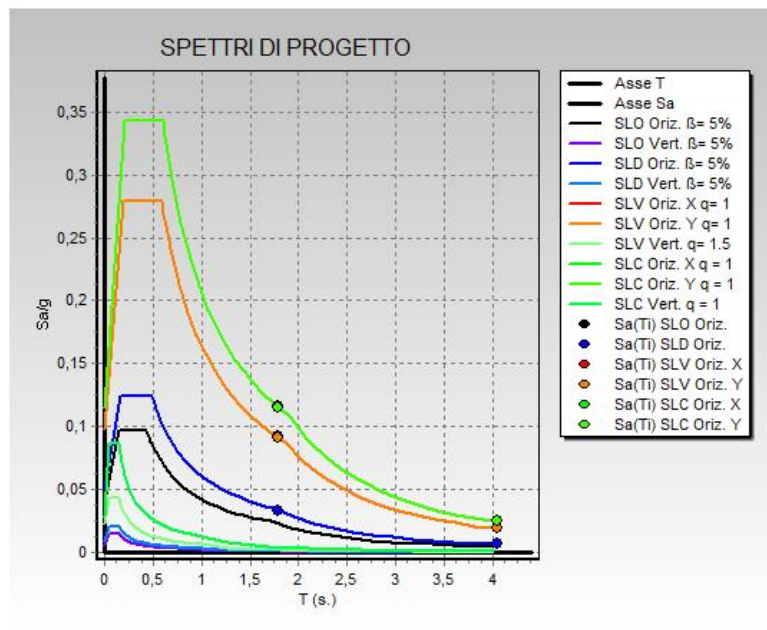 SPETTRI DI PROGETTO
0,35
0,3
0,25
0,2
0,15
0,1
0,05
0
Sa/g
0
0,5
1
1,5
2
2,5
3
3,5
4
T (s.)
Asse T
Asse Sa
SLO Oriz. ß= 5%
SLO Vert. ß= 5%
SLD Oriz. ß= 5%
SLD Vert. ß= 5%
SLV Oriz. X q= 1
SLV Oriz. Y q= 1
SLV Vert. q= 1.5
SLC Oriz. X q = 1
SLC Oriz. Y q = 1
SLC Vert. q = 1
Sa(Ti) SLO Oriz.
Sa(Ti) SLD Oriz.
Sa(Ti) SLV Oriz. X
Sa(Ti) SLV Oriz. Y
Sa(Ti) SLC Oriz. X
Sa(Ti) SLC Oriz. Y